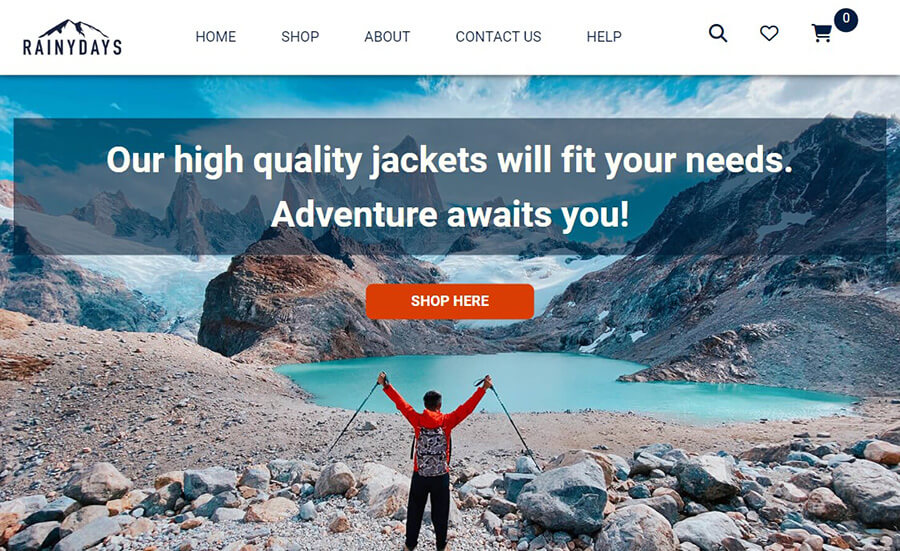 RAINYDAYS
HOME SHOP ABOUT CONTACT US HELP
0
Our high quality jackets will fit your needs.
Adventure awaits you!
SHOP HERE